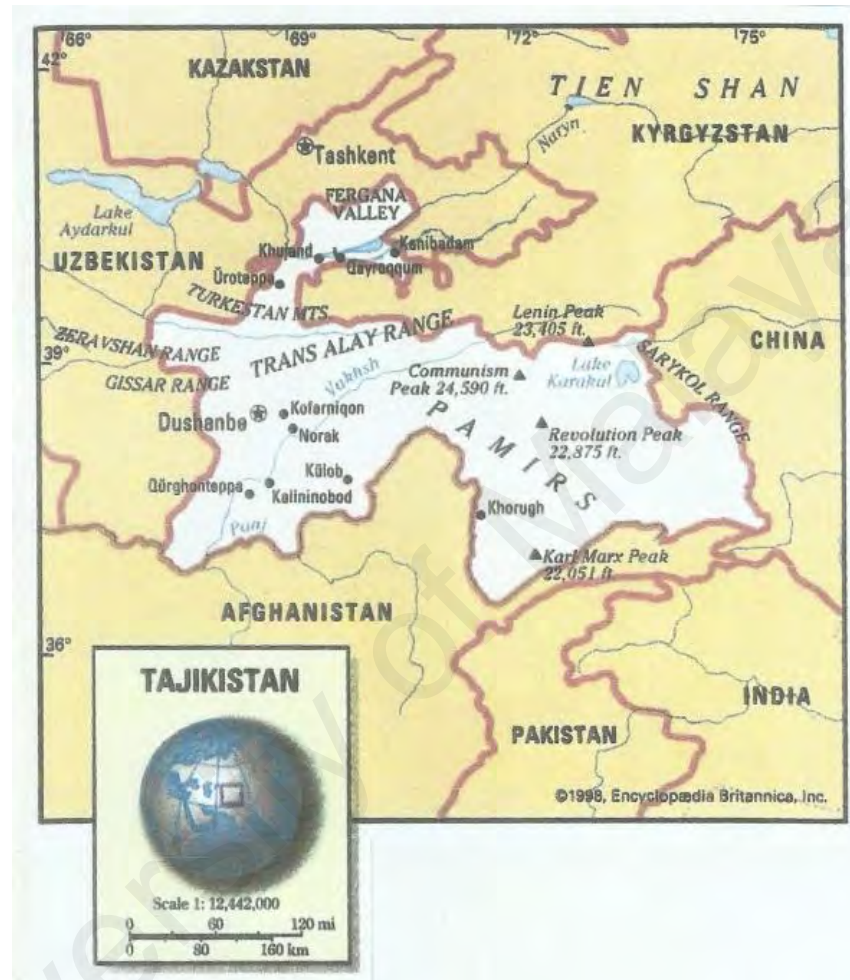 66°
69°
72°
75°
42°
KAZAKSTAN
TIEN SHAN
Naryn
KYRGYZSTAN
Tashkent
FERGANA
VALLEY
Lake
Aydarkul
Khujand
Kanibadam
UZBEKISTAN
Qayroqqum
Ŭroteppa
TURKESTAN MTS.
Lenin Peak
23,405 ft.
ZERAVSHAN RANGE
TRANS ALAY RANGE
CHINA
39°
GISSAR RANGE
Vakhsh
Communism
Peak 24,590 ft.
Lake
Karakul
SARYKOL RANGE
Dushanbe
Kofarniqon
Norak
PAMIRS
Revolution Peak
22,875 ft.
Kŭlob
Qŭrghonteppa
Kalininobod
Khorugh
Panj
Karl Marx Peak
22,051 ft.
AFGHANISTAN
36°
INDIA
PAKISTAN
©1998, Encyclopædia Britannica, Inc.
TAJIKISTAN
Scale 1: 12,442,000
0 60 120 mi
0 80 160 km
University of Malaya